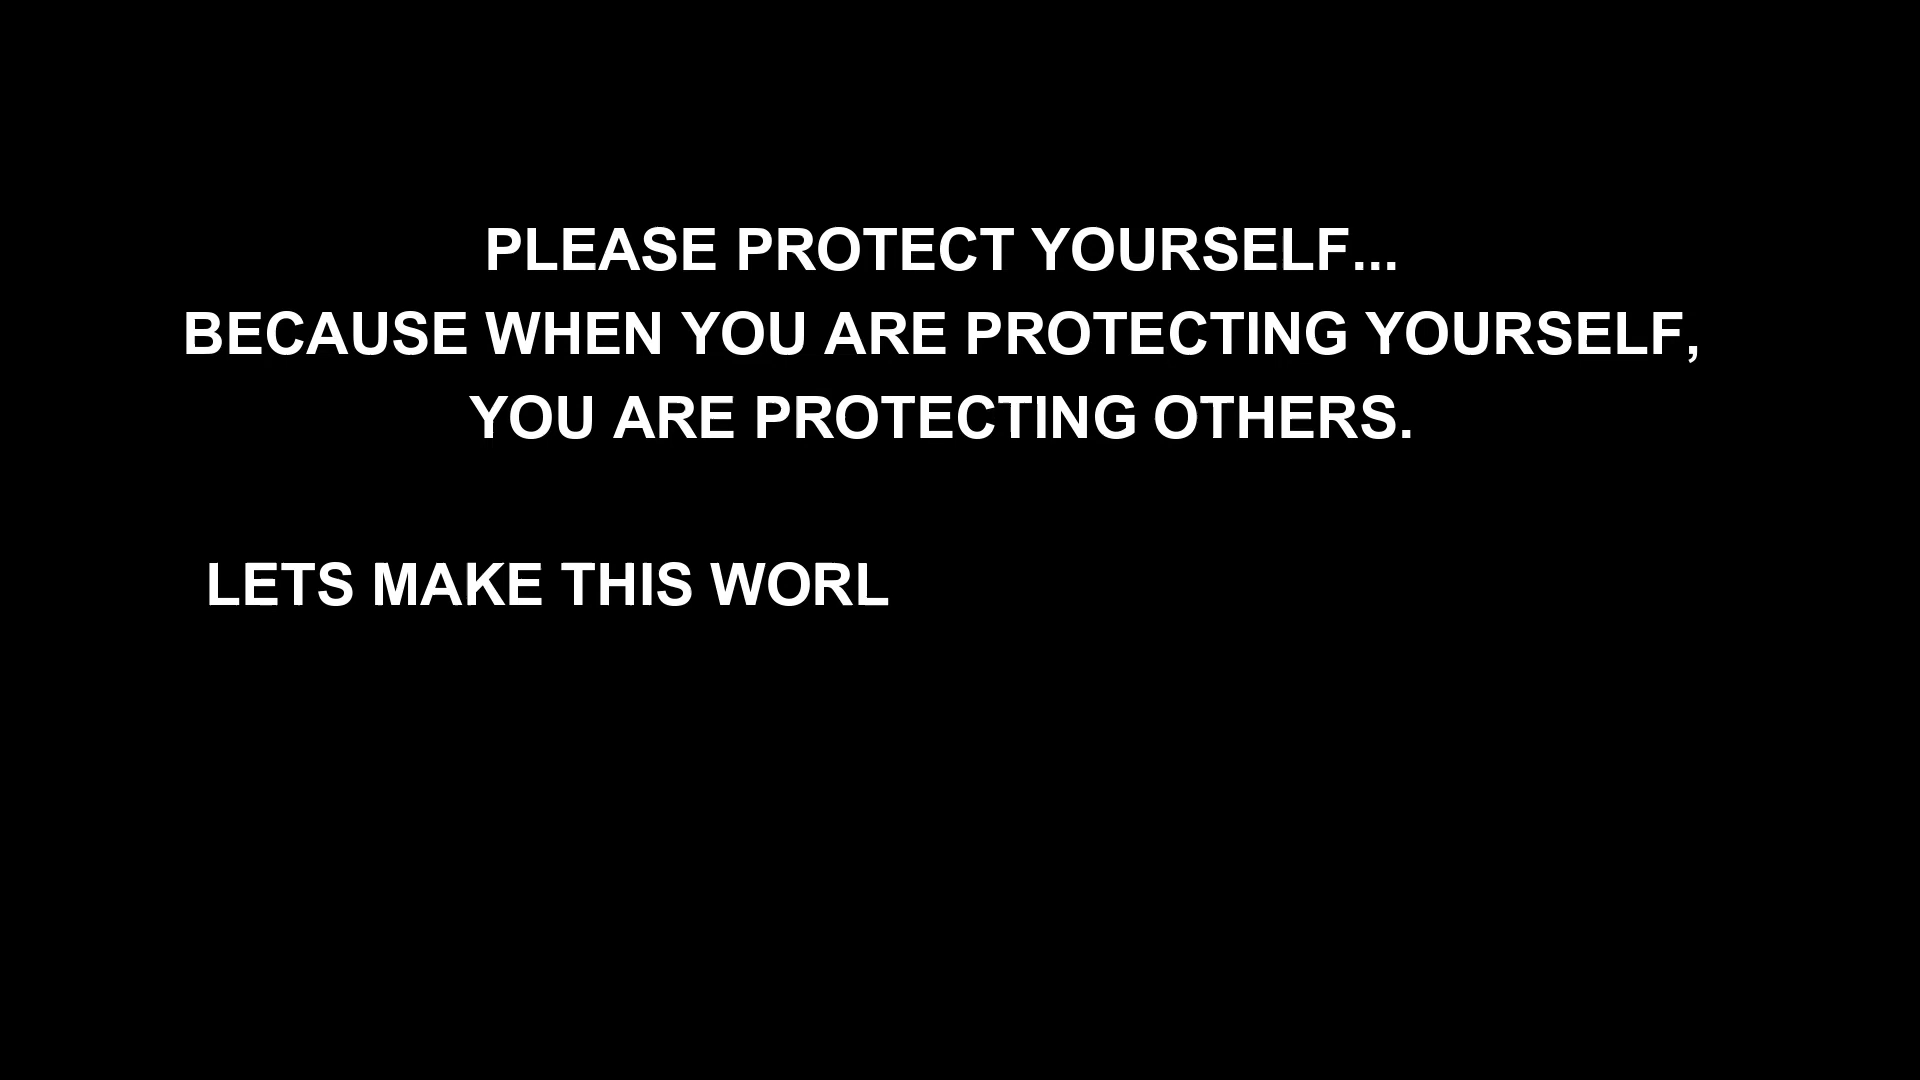 PLEASE PROTECT YOURSELF...
BECAUSE WHEN YOU ARE PROTECTING YOURSELF,
YOU ARE PROTECTING OTHERS.
LETS MAKE THIS WORL